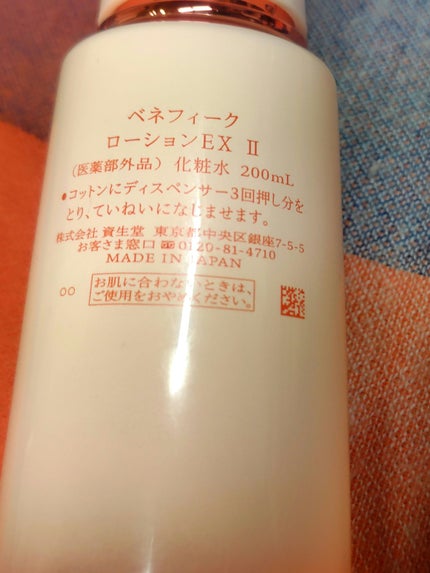 ベネフィーク
ローションEX Ⅱ
(医薬部外品) 化粧水 200mL
●コットンにディスペンサー3回押し分を
とり、ていねいになじませます。
株式会社 資生堂 東京都中央区銀座7-5-5
お客さま窓口 ☎0120-81-4710
MADE IN JAPAN
お肌に合わないときは、
○○ ご使用をおやめください。